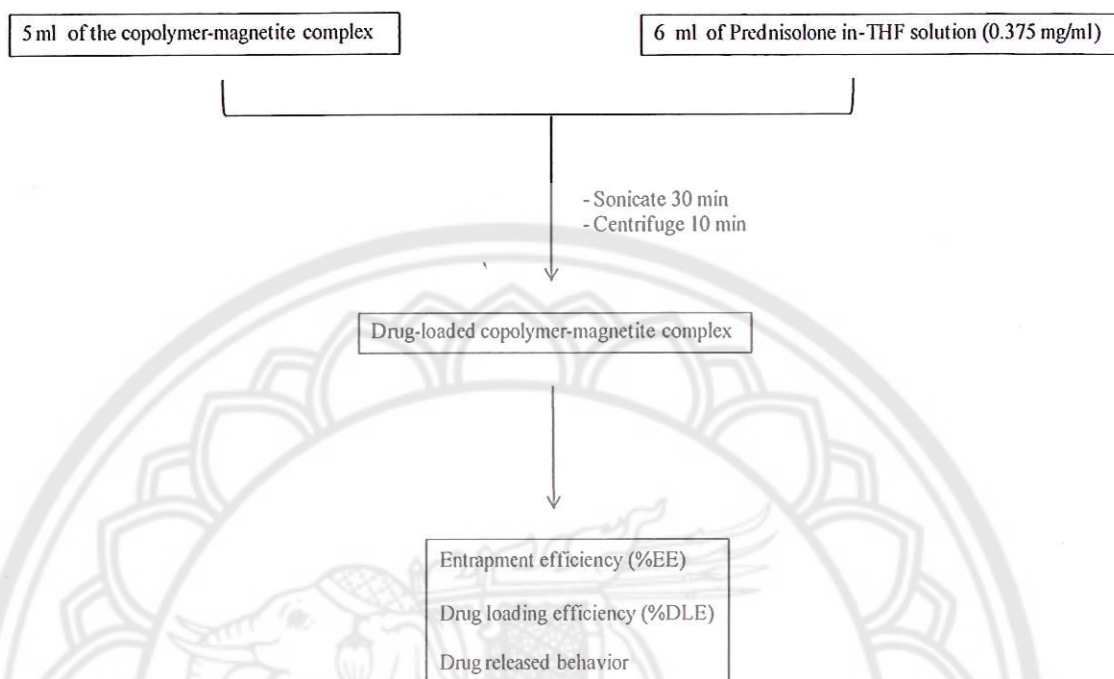 5 ml of the copolymer-magnetite complex
6 ml of Prednisolone in-THF solution (0.375 mg/ml)
- Sonicate 30 min
- Centrifuge 10 min
Drug-loaded copolymer-magnetite complex
Entrapment efficiency (%EE)
Drug loading efficiency (%DLE)
Drug released behavior